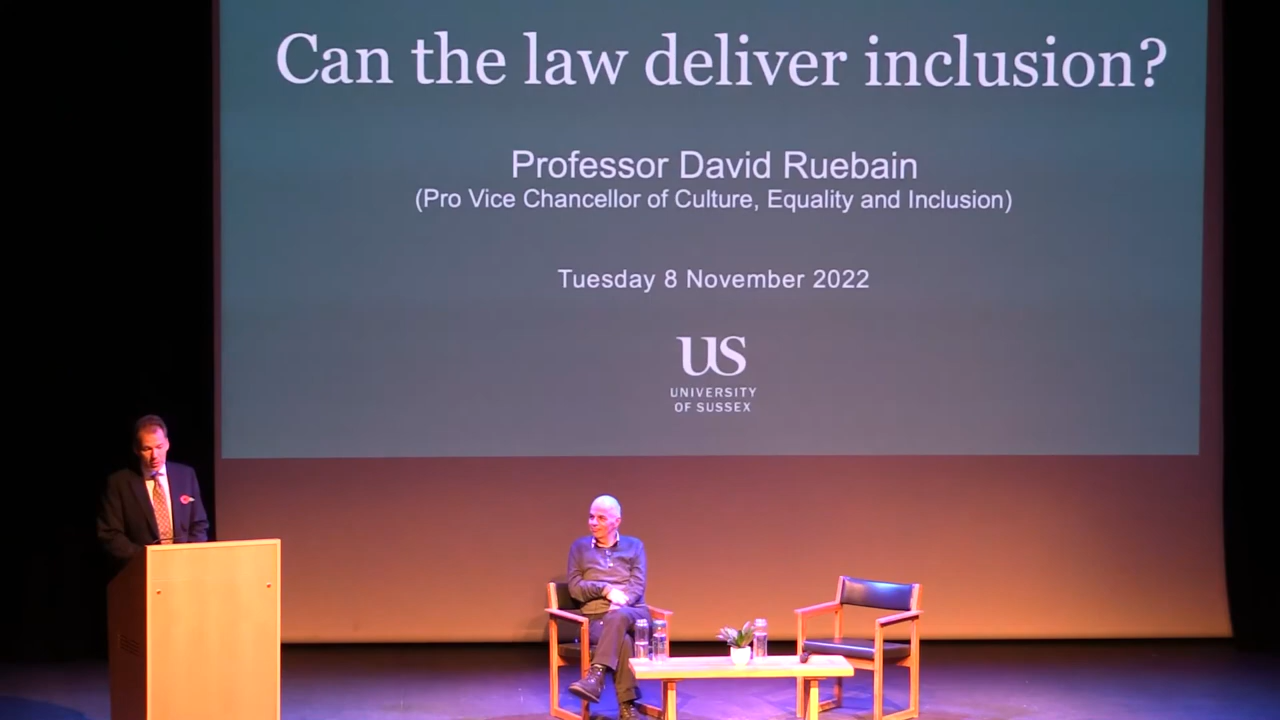 Can the law deliver inclusion?
Professor David Ruebain
(Pro Vice Chancellor of Culture, Equality and Inclusion)
Tuesday 8 November 2022
US
UNIVERSITY
OF SUSSEX